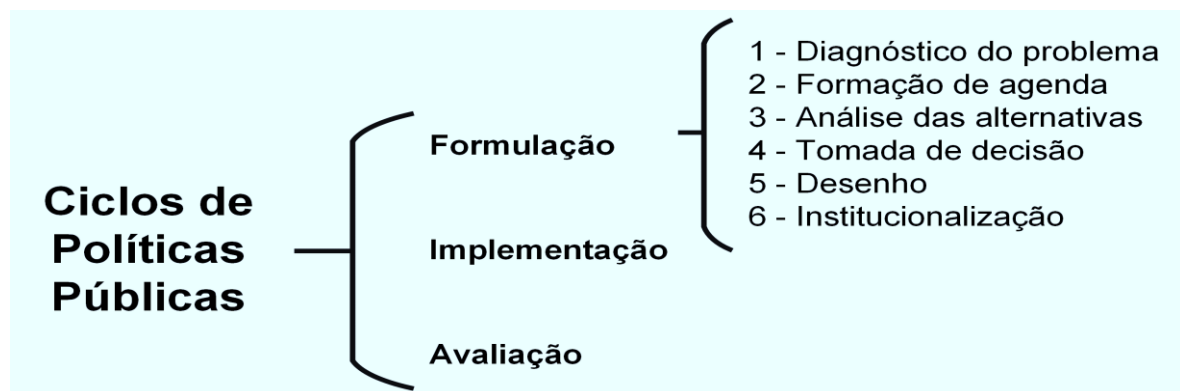 Ciclos de
Políticas
Públicas
Formulação
1 - Diagnóstico do problema
2 - Formação de agenda
3 - Análise das alternativas
4 - Tomada de decisão
5 - Desenho
6 - Institucionalização
Implementação
Avaliação